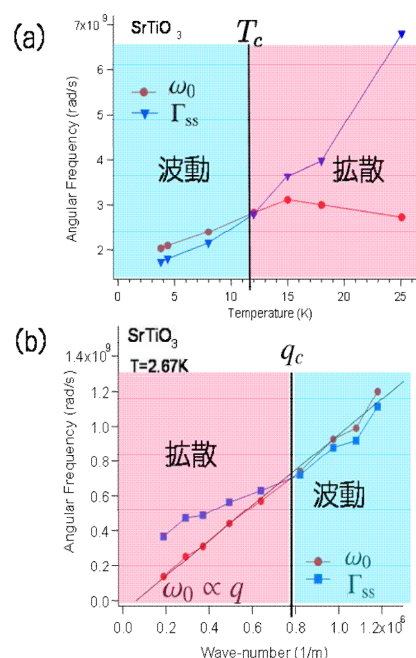 (a)
SrTiO3
Tc
7x10^9
6
5
4
3
2
Angular Frequency (rad/s)
ω0
Γss
波動
拡散
0
5
10
15
20
25
Temperature (K)
(b)
SrTiO3
T=2.67K
qc
1.4x10^9
1.2
1.0
0.8
0.6
0.4
0.2
0.0
Angular Frequency (rad/s)
拡散
波動
ω0 ∝ q
ω0
Γss
0.0
0.2
0.4
0.6
0.8
1.0
1.2x10^6
Wave-number (1/m)